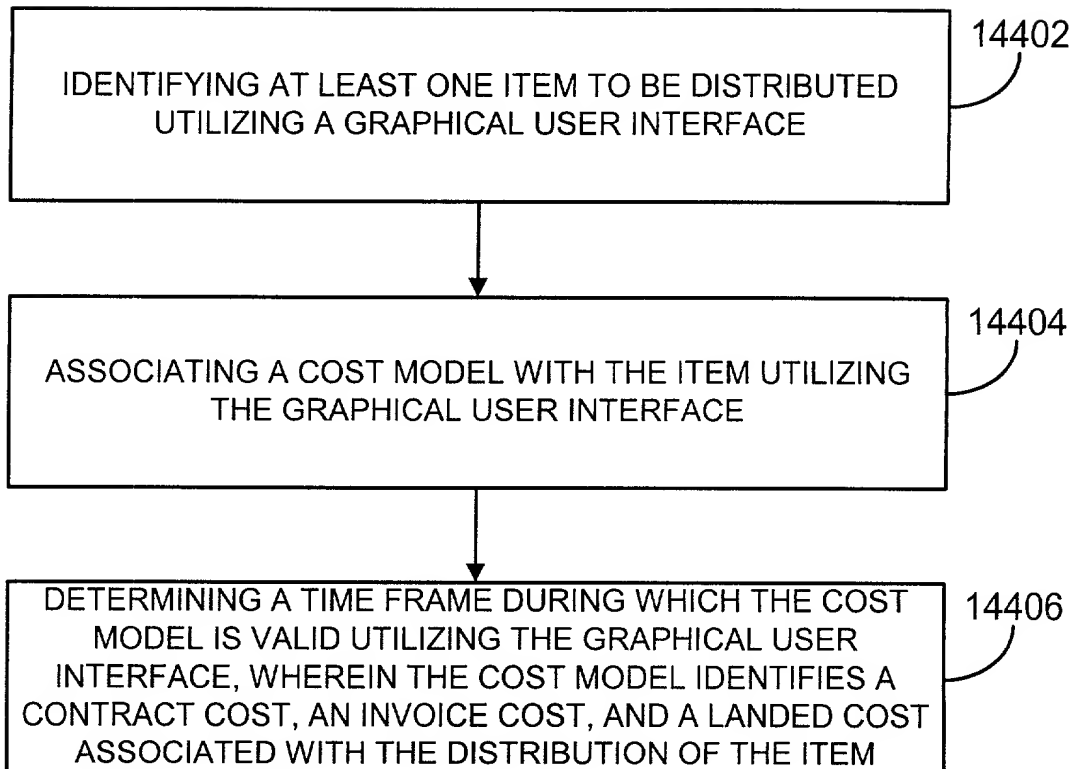 14402
IDENTIFYING AT LEAST ONE ITEM TO BE DISTRIBUTED
UTILIZING A GRAPHICAL USER INTERFACE
14404
ASSOCIATING A COST MODEL WITH THE ITEM UTILIZING
THE GRAPHICAL USER INTERFACE
14406
DETERMINING A TIME FRAME DURING WHICH THE COST
MODEL IS VALID UTILIZING THE GRAPHICAL USER
INTERFACE, WHEREIN THE COST MODEL IDENTIFIES A
CONTRACT COST, AN INVOICE COST, AND A LANDED COST
ASSOCIATED WITH THE DISTRIBUTION OF THE ITEM